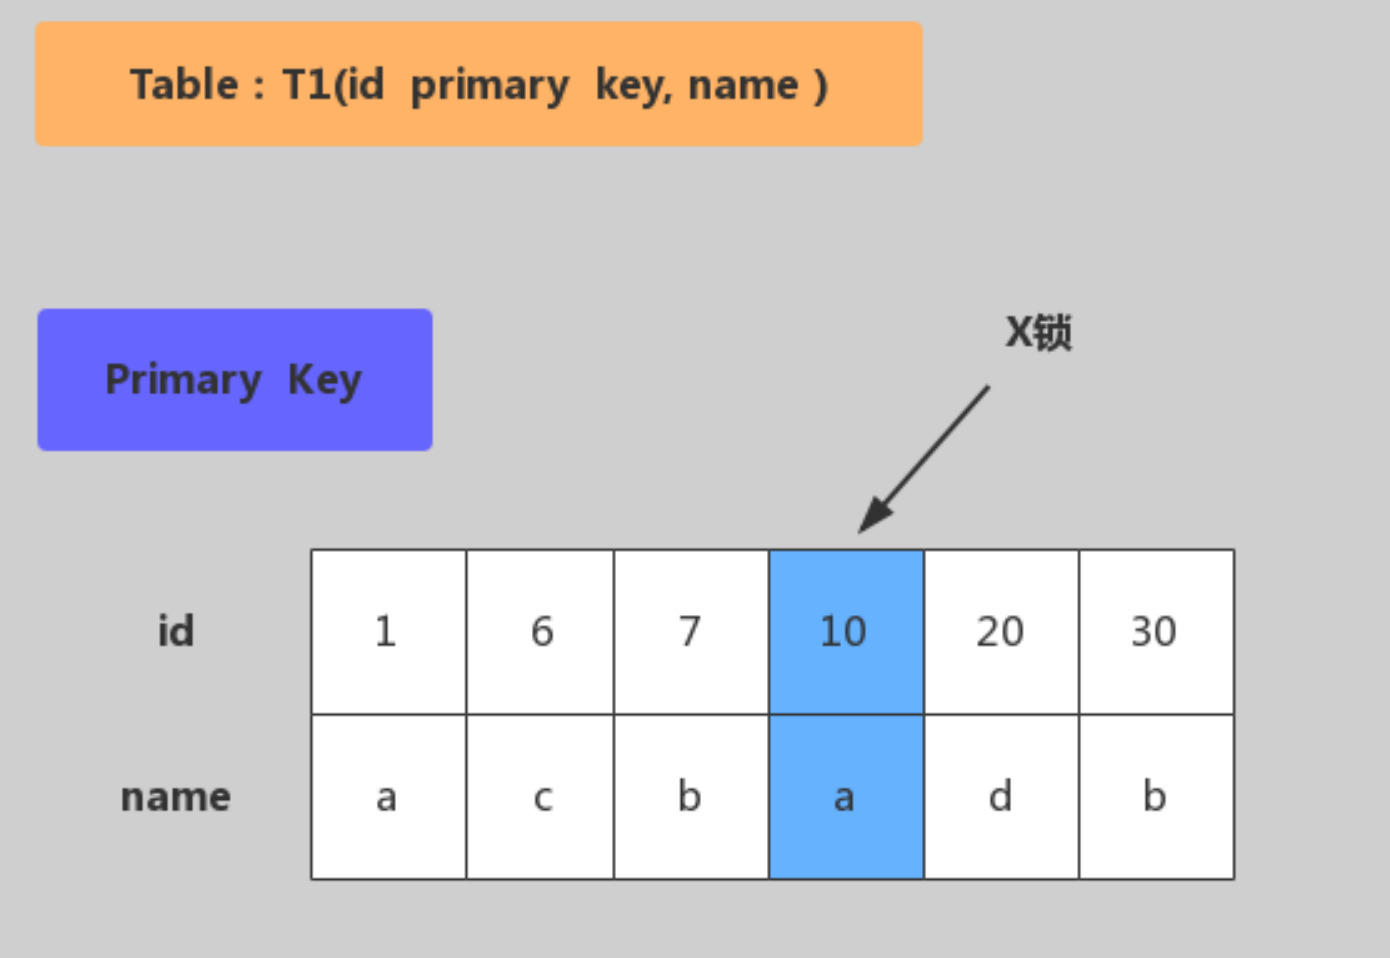 Table : T1(id primary key, name )
Primary Key
X锁
id 1 6 7 10 20 30
name a c b a d b